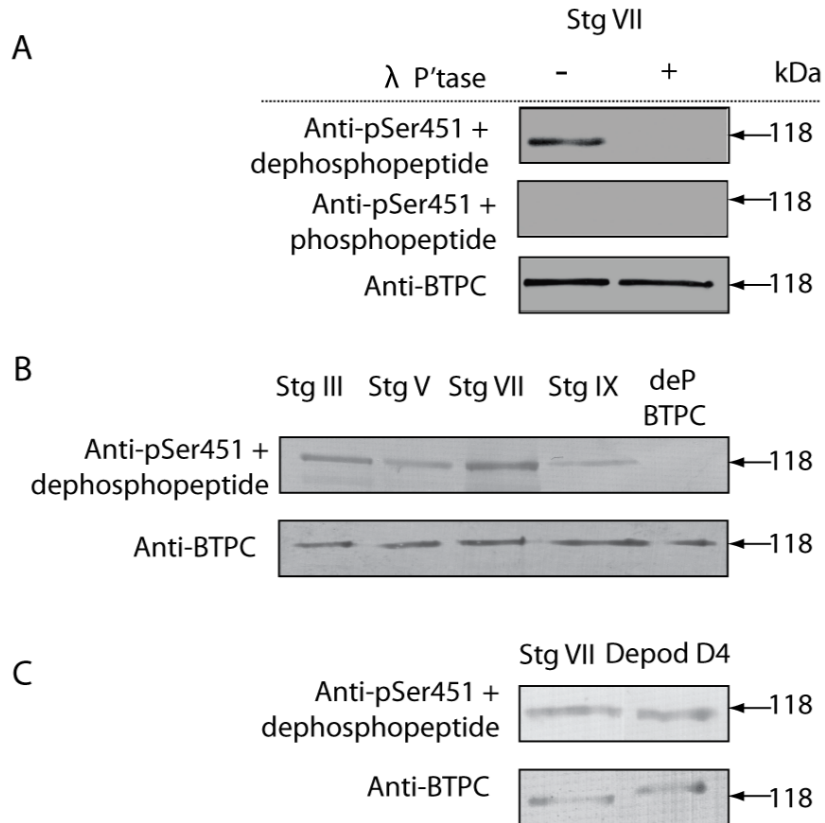 A
Stg VII
λ P'tase - + kDa
Anti-pSer451 +
dephosphopeptide
118
Anti-pSer451 +
phosphopeptide
118
Anti-BTPC
118
B
Stg III Stg V Stg VII Stg IX deP
BTPC
Anti-pSer451 +
dephosphopeptide
118
Anti-BTPC
118
C
Stg VII Depod D4
Anti-pSer451 +
dephosphopeptide
118
Anti-BTPC
118